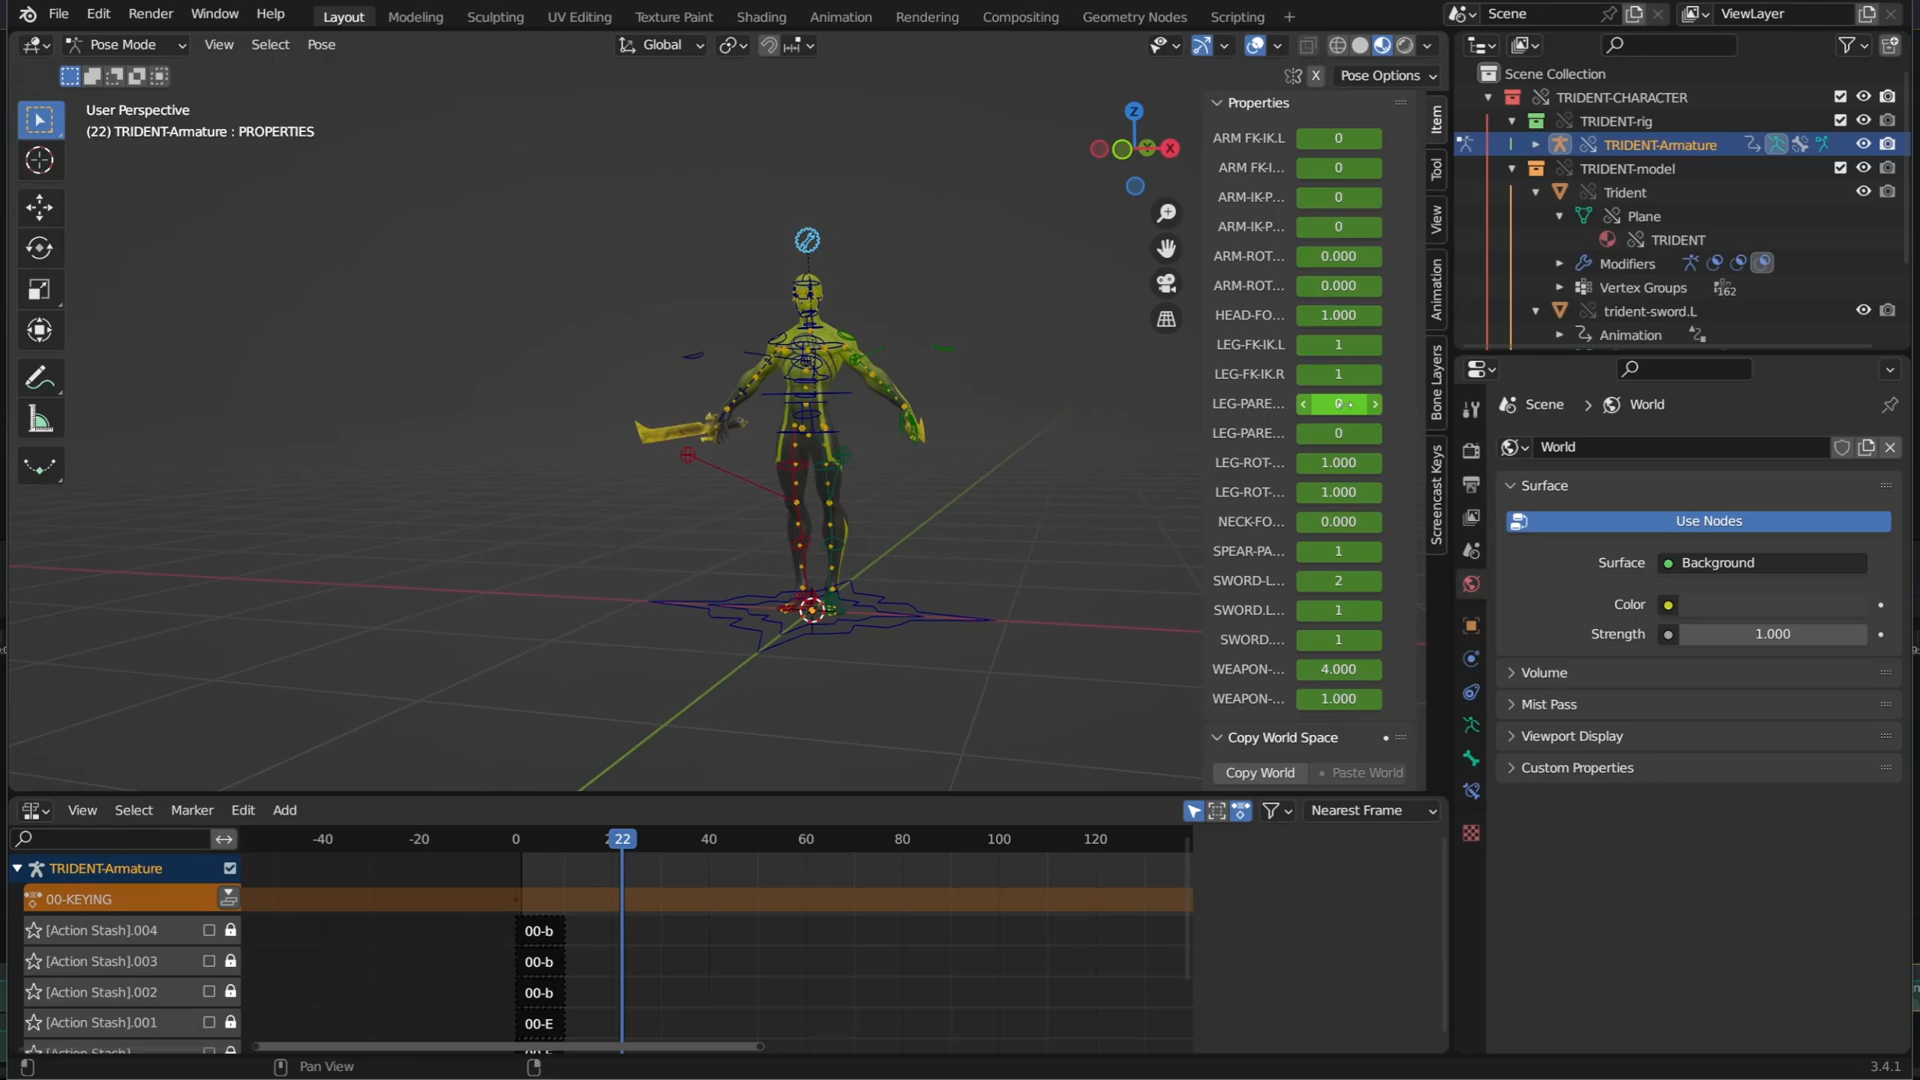 File Edit Render Window Help Layout Modeling Sculpting UV Editing Texture Paint Shading Animation Rendering Compositing Geometry Nodes Scripting + Scene ViewLayer
Pose Mode View Select Pose Global
X Pose Options
User Perspective
(22) TRIDENT-Armature : PROPERTIES
Z
Y
X
Properties
ARM FK-IK.L 0
ARM FK-I... 0
ARM-IK-P... 0
ARM-IK-P... 0
ARM-ROT... 0.000
ARM-ROT... 0.000
HEAD-FO... 1.000
LEG-FK-IK.L 1
LEG-FK-IK.R 1
LEG-PARE... 0
LEG-PARE... 0
LEG-ROT-... 1.000
LEG-ROT-... 1.000
NECK-FO... 0.000
SPEAR-PA... 1
SWORD-L... 2
SWORD.L... 1
SWORD.... 1
WEAPON-... 4.000
WEAPON-... 1.000
Copy World Space
Copy World Paste World
Item
Tool
View
Animation
Bone Layers
Screencast Keys
Scene Collection
TRIDENT-CHARACTER
TRIDENT-rig
TRIDENT-Armature
TRIDENT-model
Trident
Plane
TRIDENT
Modifiers
Vertex Groups 162
trident-sword.L
Animation
Scene > World
World
Surface
Use Nodes
Surface Background
Color
Strength 1.000
Volume
Mist Pass
Viewport Display
Custom Properties
View Select Marker Edit Add Nearest Frame
-40 -20 0 22 40 60 80 100 120
TRIDENT-Armature
00-KEYING
[Action Stash].004 00-b
[Action Stash].003 00-b
[Action Stash].002 00-b
[Action Stash].001 00-E
Pan View
3.4.1